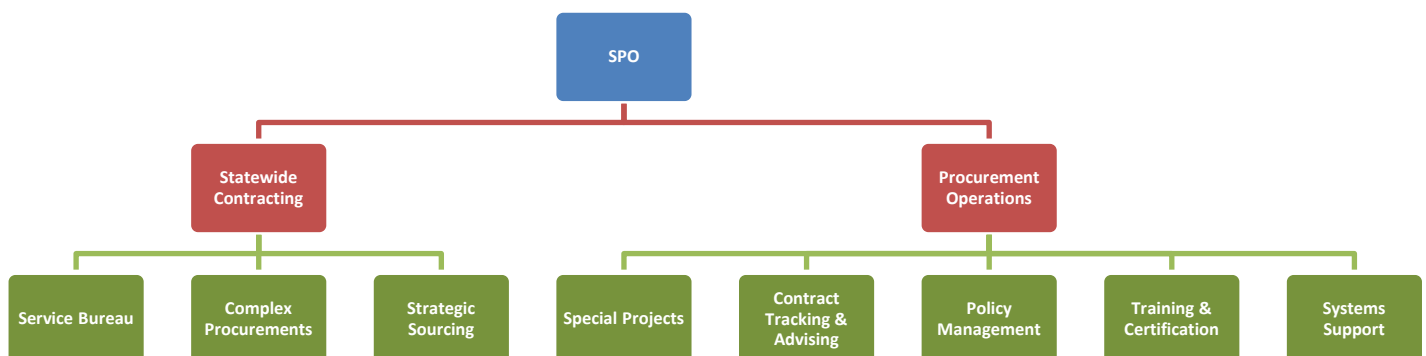 SPO
Statewide
Contracting
Procurement
Operations
Service Bureau
Complex
Procurements
Strategic
Sourcing
Special Projects
Contract
Tracking &
Advising
Policy
Management
Training &
Certification
Systems
Support